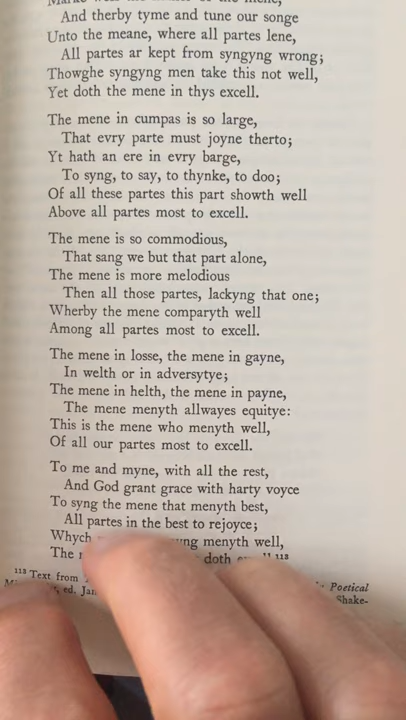 And therby tyme and tune our songe
Unto the meane, where all partes lene,
All partes ar kept from syngyng wrong;
Thowghe syngyng men take this not well,
Yet doth the mene in thys excell.
The mene in cumpas is so large,
That evry parte must joyne therto;
Yt hath an ere in evry barge,
To syng, to say, to thynke, to doo;
Of all these partes this part showth well
Above all partes most to excell.
The mene is so commodious,
That sang we but that part alone,
The mene is more melodious
Then all those partes, lackyng that one;
Wherby the mene comparyth well
Among all partes most to excell.
The mene in losse, the mene in gayne,
In welth or in adversytye;
The mene in helth, the mene in payne,
The mene menyth allwayes equitye:
This is the mene who menyth well,
Of all our partes most to excell.
To me and myne, with all the rest,
And God grant grace with harty voyce
To syng the mene that menyth best,
All partes in the best to rejoyce;
Whych menyth well,
The doth 113
113 Text from Poetical
ed. Shake-